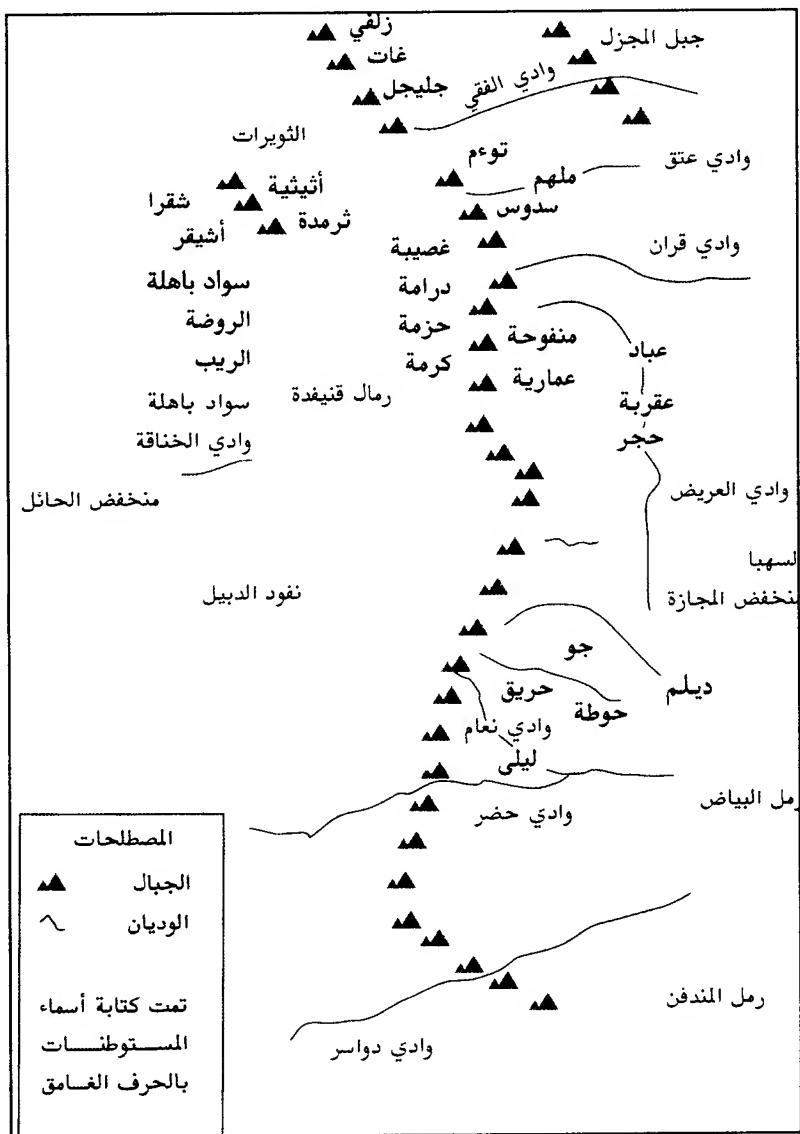 زلفي
جبل المجزل
غات
وادي الفقي
جليجل
الثويرات
توءم
وادي عتق
ملهم
أثيثية
شقرا
سدوس
ثرمدة
أشيقر
غصيبة
وادي قران
سواد باهلة
درامة
الروضة
حزمة
منفوحة
عباد
الريب
كرمة
عمارية
رمال قنيفدة
سواد باهلة
عقربة
وادي الخناقة
حجر
وادي العريض
منخفض الحائل
لسهبا
نفود الدبيل
نخفض المجازة
جو
ديلم
حريق
حوطة
وادي نعام
ليلى
رمل البياض
وادي حضر
رمل المندفن
وادي دواسر
المصطلحات
الجبال
الوديان
تمت كتابة أسماء
المستوطنات
بالحرف الغامق